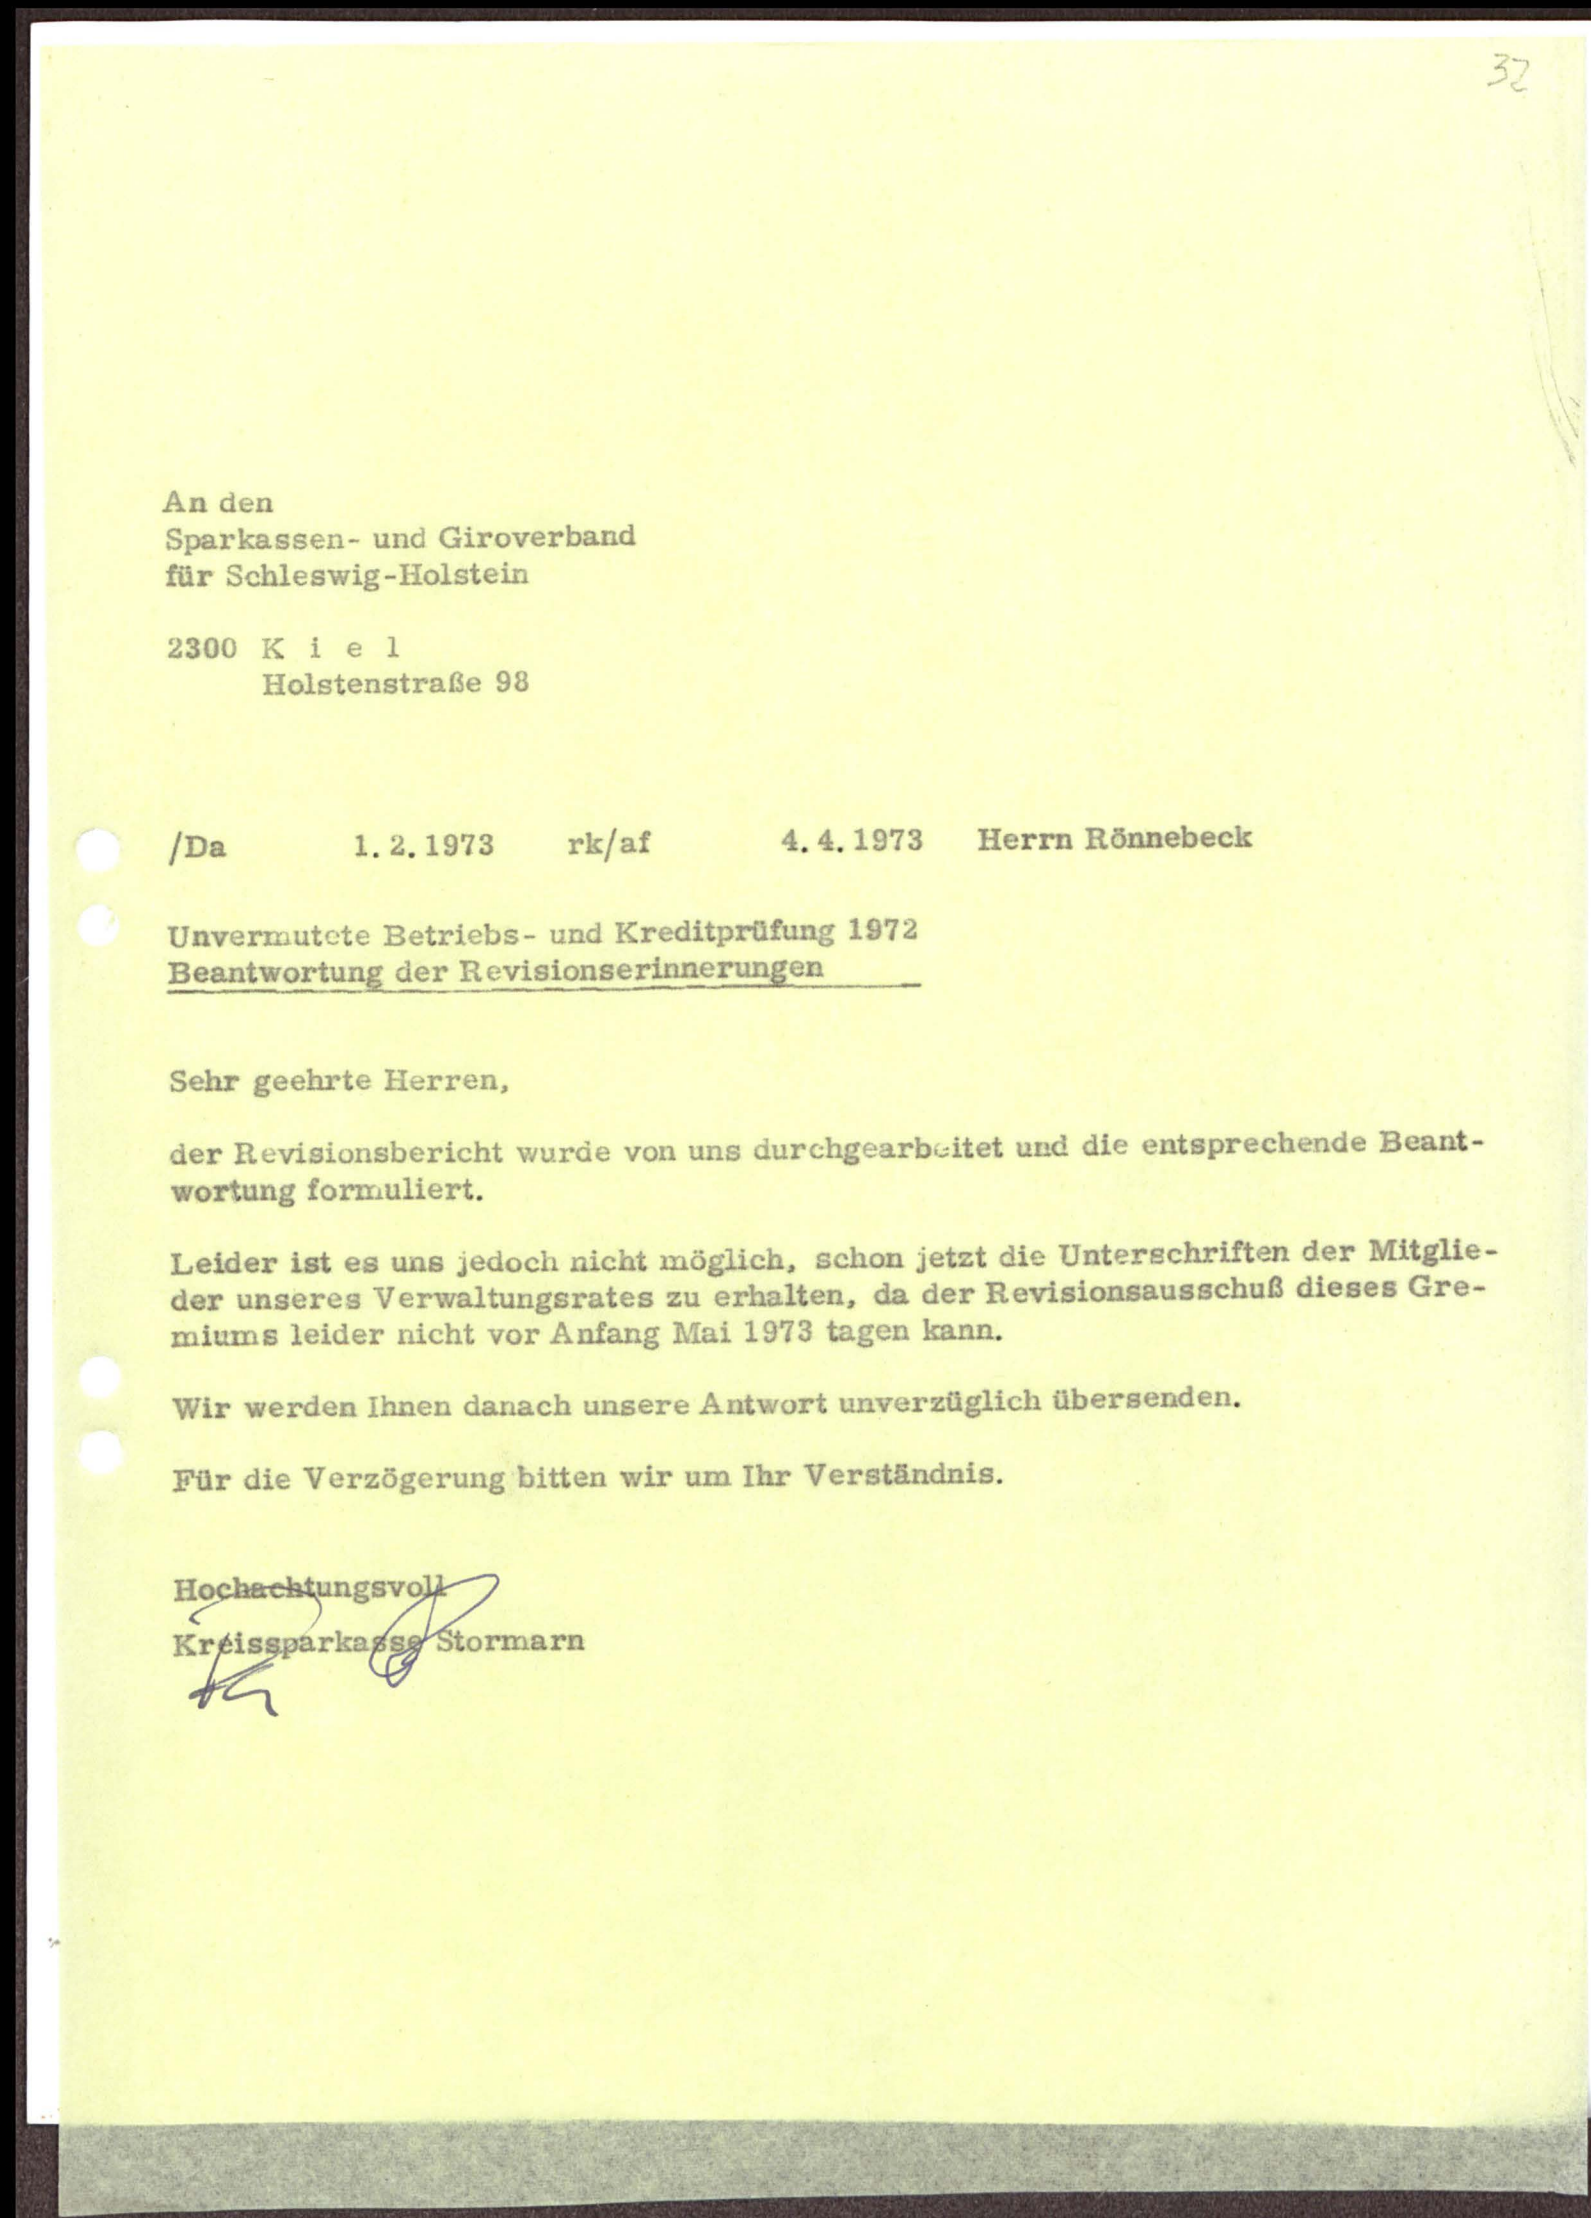 32
An den
Sparkassen- und Giroverband
für Schleswig-Holstein
2300 K i e l
Holstenstraße 98
/Da 1.2.1973 rk/af 4.4.1973 Herrn Rönnebeck
Unvermutete Betriebs- und Kreditprüfung 1972
Beantwortung der Revisionserinnerungen
Sehr geehrte Herren,
der Revisionsbericht wurde von uns durchgearbeitet und die entsprechende Beant-
wortung formuliert.
Leider ist es uns jedoch nicht möglich, schon jetzt die Unterschriften der Mitglie-
der unseres Verwaltungsrates zu erhalten, da der Revisionsausschuß dieses Gre-
miums leider nicht vor Anfang Mai 1973 tagen kann.
Wir werden Ihnen danach unsere Antwort unverzüglich übersenden.
Für die Verzögerung bitten wir um Ihr Verständnis.
Hochachtungsvoll
Kreissparkasse Stormarn